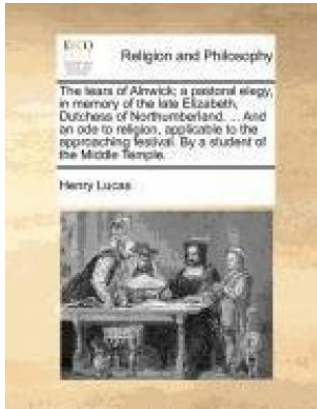 ECCO
Religion and Philosophy
The tears of Alnwick; a pastoral elegy,
in memory of the late Elizabeth,
Dutchess of Northumberland. ... And
an ode to religion, applicable to the
approaching festival. By a student of
the Middle Temple.
Henry Lucas